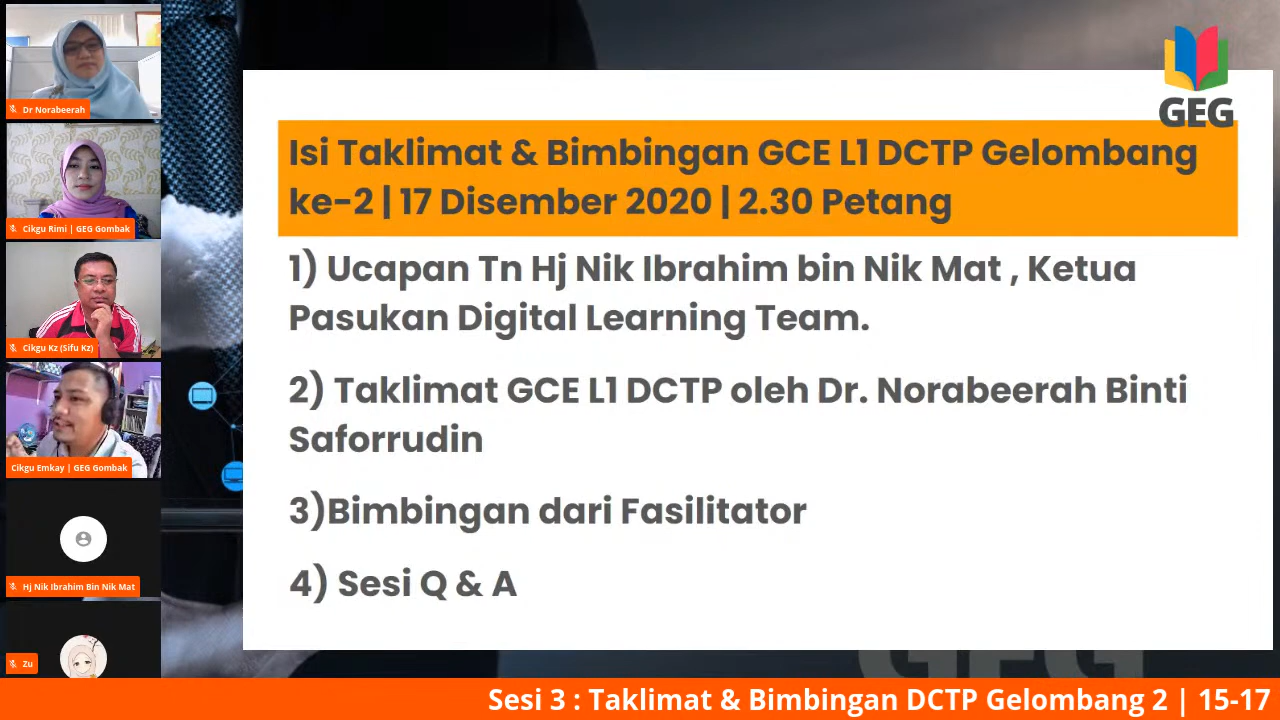 Dr Norabeerah
Cikgu Rimi | GEG Gombak
Cikgu Kz (Sifu Kz)
Cikgu Emkay | GEG Gombak
Hj Nik Ibrahim Bin Nik Mat
Zu
GEG
Isi Taklimat & Bimbingan GCE L1 DCTP Gelombang
ke-2 | 17 Disember 2020 | 2.30 Petang
1) Ucapan Tn Hj Nik Ibrahim bin Nik Mat , Ketua
Pasukan Digital Learning Team.
2) Taklimat GCE L1 DCTP oleh Dr. Norabeerah Binti
Saforrudin
3)Bimbingan dari Fasilitator
4) Sesi Q & A
GEG
Sesi 3 : Taklimat & Bimbingan DCTP Gelombang 2 | 15-17